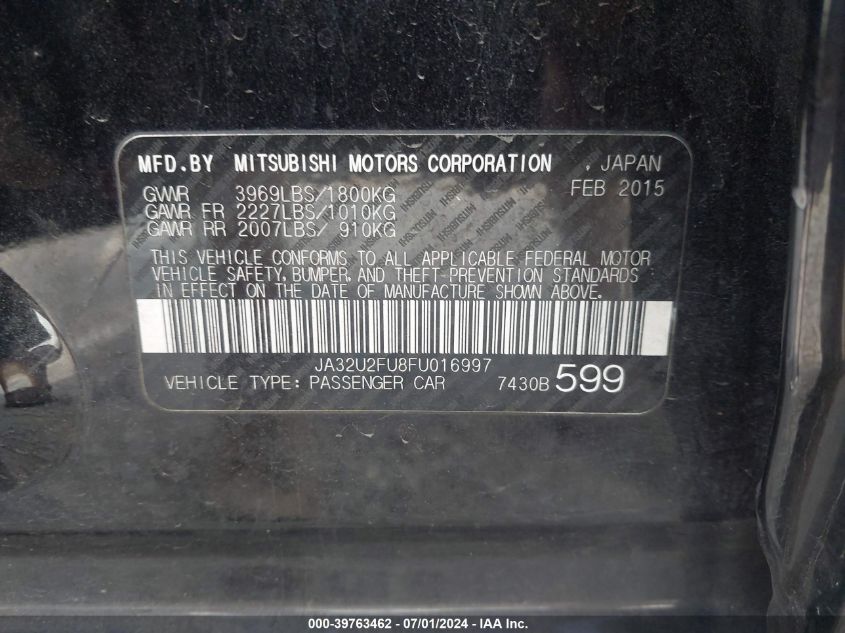 MFD.BY MITSUBISHI MOTORS CORPORATION , JAPAN
GVWR 3969LBS/1800KG FEB 2015
GAWR FR 2227LBS/1010KG
GAWR RR 2007LBS/ 910KG
THIS VEHICLE CONFORMS TO ALL APPLICABLE FEDERAL MOTOR
VEHICLE SAFETY, BUMPER, AND THEFT-PREVENTION STANDARDS
IN EFFECT ON THE DATE OF MANUFACTURE SHOWN ABOVE.
JA32U2FU8FU016997
VEHICLE TYPE: PASSENGER CAR 7430B 599
000-39763462 - 07/01/2024 - IAA Inc.